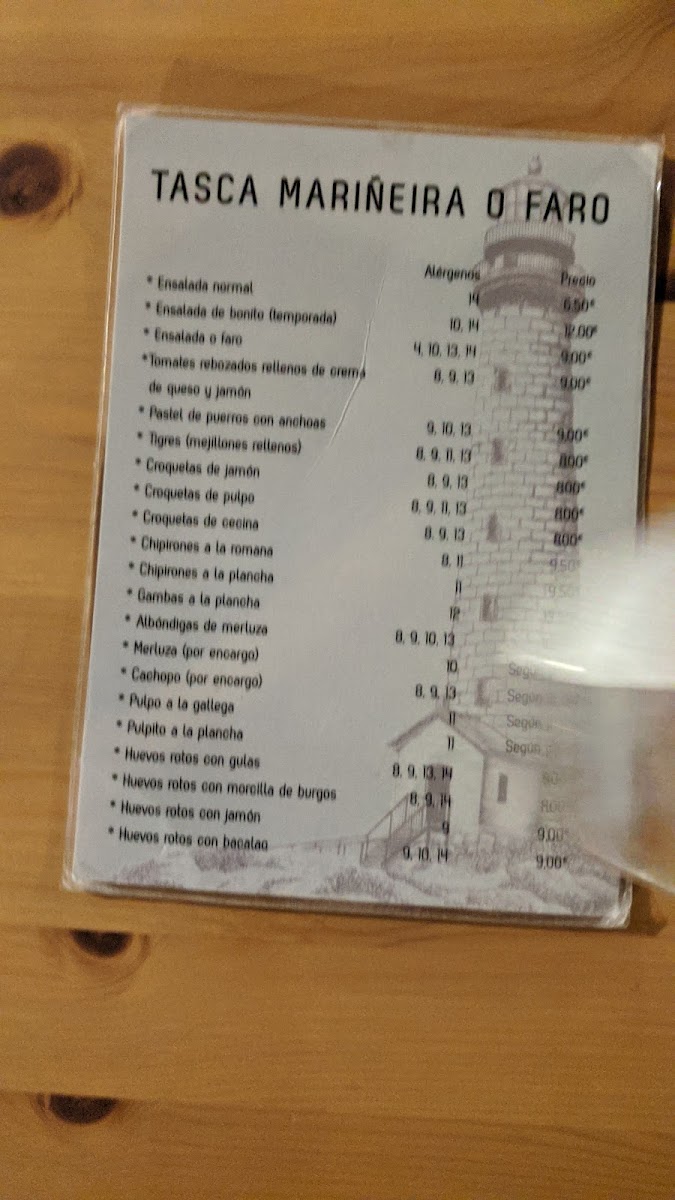 TASCA MARIÑEIRA O FARO
Alérgenos Precio
* Ensalada normal 14 6.50€
* Ensalada de bonito (temporada) 10, 14 12.00€
* Ensalada o faro 4, 10, 13, 14 9.00€
*Tomates rebozados rellenos de crema 8, 9, 13 9.00€
de queso y jamón
* Pastel de puerros con anchoas 9, 10, 13 9,00€
* Tigres (mejillones rellenos) 8, 9, 11, 13 8.00€
* Croquetas de jamón 8, 9, 13 8.00€
* Croquetas de pulpo 8, 9, 11, 13 8.00€
* Croquetas de cecina 8, 9, 13 8.00€
* Chipirones a la romana 8, 11 9.50€
* Chipirones a la plancha 11
* Gambas a la plancha 12
* Albóndigas de merluza 8, 9, 10, 13
* Merluza (por encargo) 10 Según
* Cachopo (por encargo) 8, 9, 13 Según
* Pulpo a la gallega 11 Según
* Pulpito a la plancha 11 Según
* Huevos rotos con gulas 8, 9, 13, 14
* Huevos rotos con morcilla de burgos 8, 9, 14 8.00
* Huevos rotos con jamón 9 9,00€
* Huevos rotos con bacalao 9, 10, 14 9,00€